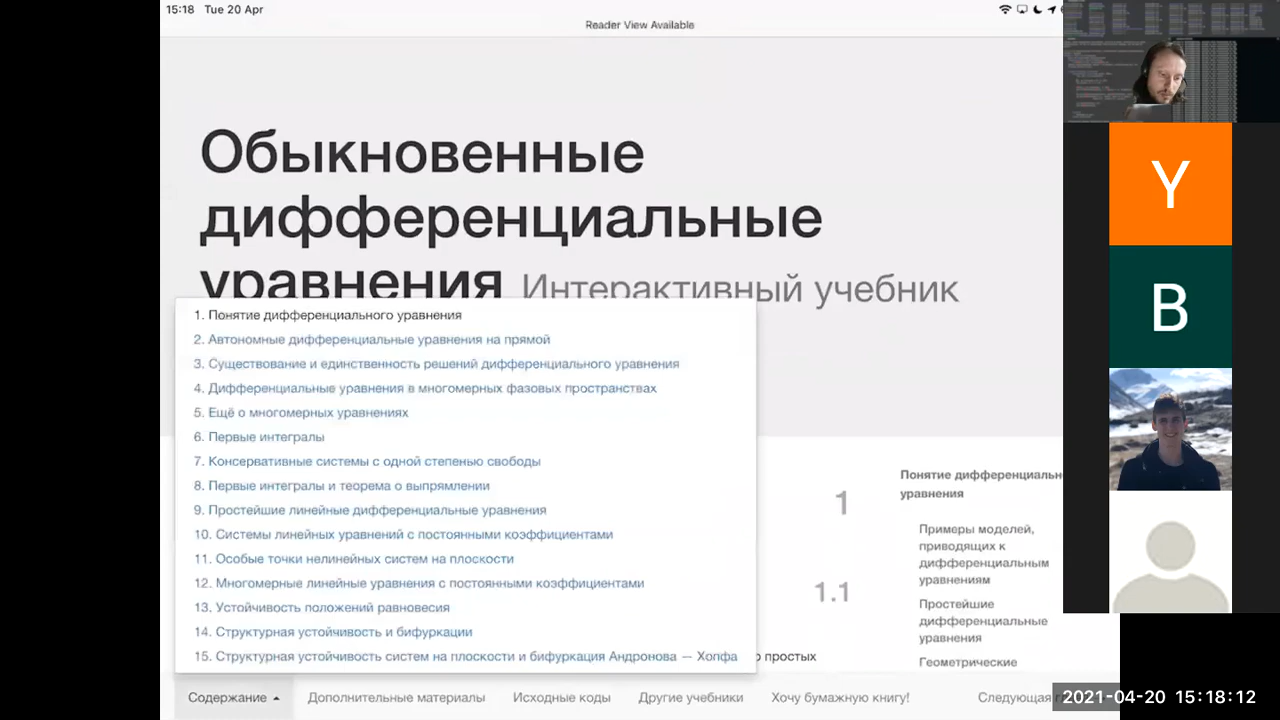 15:18 Tue 20 Apr
Reader View Available
Обыкновенные
дифференциальные
уравнения Интерактивный учебник
1. Понятие дифференциального уравнения
2. Автономные дифференциальные уравнения на прямой
3. Существование и единственность решений дифференциального уравнения
4. Дифференциальные уравнения в многомерных фазовых пространствах
5. Ещё о многомерных уравнениях
6. Первые интегралы
7. Консервативные системы с одной степенью свободы
8. Первые интегралы и теорема о выпрямлении
9. Простейшие линейные дифференциальные уравнения
10. Системы линейных уравнений с постоянными коэффициентами
11. Особые точки нелинейных систем на плоскости
12. Многомерные линейные уравнения с постоянными коэффициентами
13. Устойчивость положений равновесия
14. Структурная устойчивость и бифуркации
15. Структурная устойчивость систем на плоскости и бифуркация Андронова — Хопфа
о простых
1
Понятие дифференциальн
уравнения
1.1
Примеры моделей,
приводящих к
дифференциальным
уравнениям
Простейшие
дифференциальные
уравнения
Геометрические
Содержание Дополнительные материалы Исходные коды Другие учебники Хочу бумажную книгу! Следующая г
Y
B
2021-04-20 15:18:12